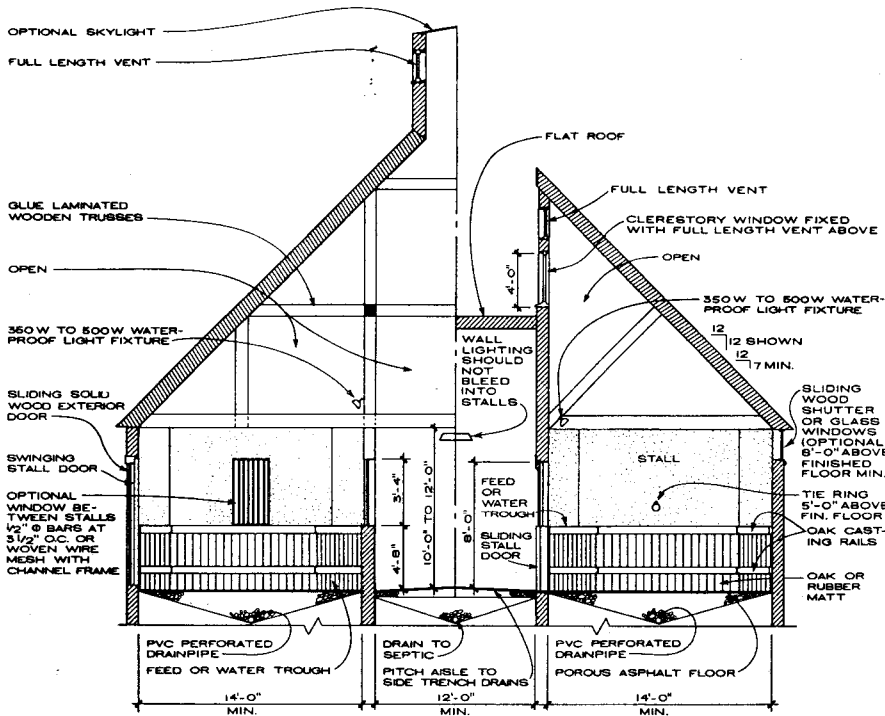 OPTIONAL SKYLIGHT
FULL LENGTH VENT
GLUE LAMINATED
WOODEN TRUSSES
OPEN
350 W TO 500W WATER-
PROOF LIGHT FIXTURE
SLIDING SOLID
WOOD EXTERIOR
DOOR
SWINGING
STALL DOOR
OPTIONAL
WINDOW BE-
TWEEN STALLS
1/2" Φ BARS AT
3 1/2" O.C. OR
WOVEN WIRE
MESH WITH
CHANNEL FRAME
FLAT ROOF
FULL LENGTH VENT
CLERESTORY WINDOW FIXED
WITH FULL LENGTH VENT ABOVE
4'-0"
OPEN
350 W TO 500W WATER-
PROOF LIGHT FIXTURE
12
12 SHOWN
12
7 MIN.
WALL
LIGHTING
SHOULD
NOT
BLEED
INTO
STALLS
SLIDING
WOOD
SHUTTER
OR GLASS
WINDOWS
(OPTIONAL
8'-0" ABOVE
FINISHED
FLOOR MIN.
STALL
3'-4"
4'-8"
10'-0" TO 12'-0"
8'-0"
FEED
OR
WATER
TROUGH
SLIDING
STALL
DOOR
TIE RING
5'-0" ABOVE
FIN. FLOOR
OAK CAST-
ING RAILS
OAK OR
RUBBER
MATT
PVC PERFORATED
DRAINPIPE
FEED OR WATER TROUGH
DRAIN TO
SEPTIC
PITCH AISLE TO
SIDE TRENCH DRAINS
PVC PERFORATED
DRAINPIPE
POROUS ASPHALT FLOOR
14'-0"
MIN.
12'-0"
MIN.
14'-0"
MIN.